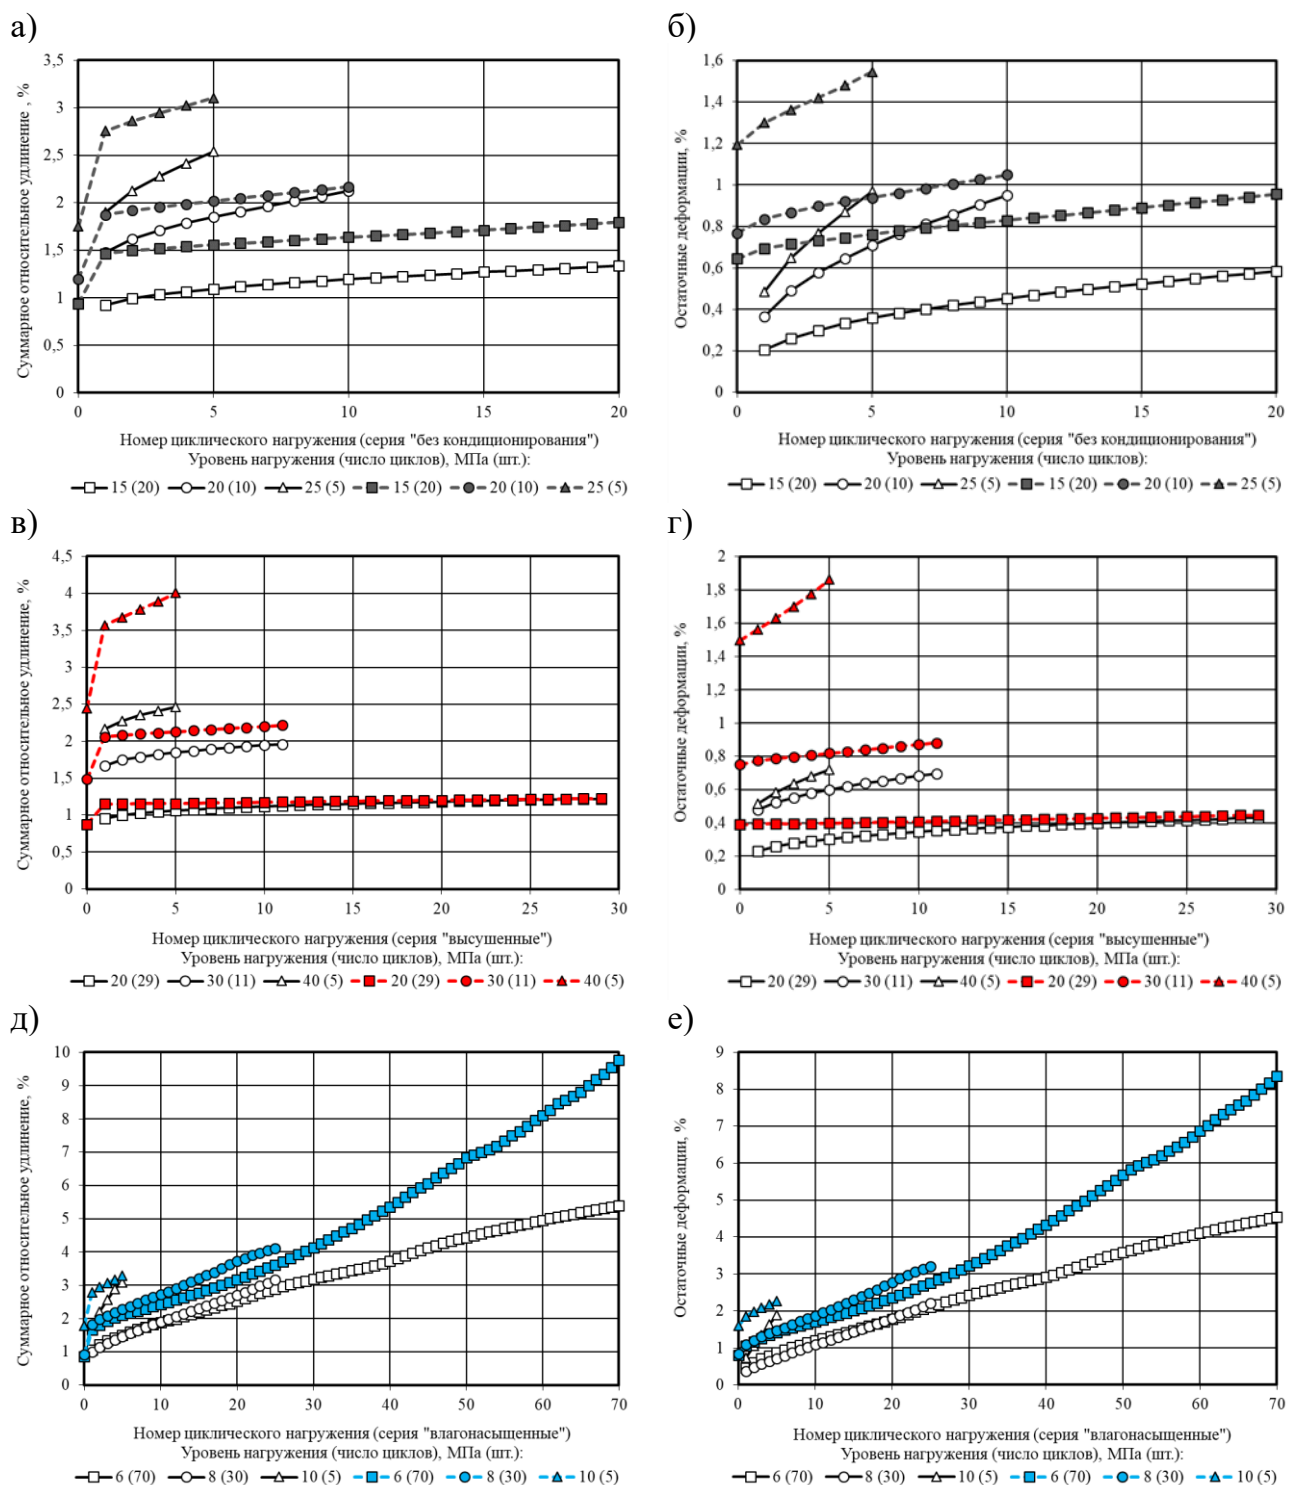 а)
Суммарное относительное удлинение , %
3,5
3
2,5
2
1,5
1
0,5
0
0 5 10 15 20
Номер циклического нагружения (серия "без кондиционирования")
Уровень нагружения (число циклов), МПа (шт.):
15 (20) 20 (10) 25 (5) 15 (20) 20 (10) 25 (5)
б)
Остаточные деформации, %
1,6
1,4
1,2
1
0,8
0,6
0,4
0,2
0
0 5 10 15 20
Номер циклического нагружения (серия "без кондиционирования")
Уровень нагружения (число циклов):
15 (20) 20 (10) 25 (5) 15 (20) 20 (10) 25 (5)
в)
Суммарное относительное удлинение, %
4,5
4
3,5
3
2,5
2
1,5
1
0,5
0
0 5 10 15 20 25 30
Номер циклического нагружения (серия "высушенные")
Уровень нагружения (число циклов), МПа (шт.):
20 (29) 30 (11) 40 (5) 20 (29) 30 (11) 40 (5)
г)
Остаточные деформации, %
2
1,8
1,6
1,4
1,2
1
0,8
0,6
0,4
0,2
0
0 5 10 15 20 25 30
Номер циклического нагружения (серия "высушенные")
Уровень нагружения (число циклов), МПа (шт.):
20 (29) 30 (11) 40 (5) 20 (29) 30 (11) 40 (5)
д)
Суммарное относительное удлинение, %
10
9
8
7
6
5
4
3
2
1
0
0 10 20 30 40 50 60 70
Номер циклического нагружения (серия "влагонасыщенные")
Уровень нагружения (число циклов), МПа (шт.):
6 (70) 8 (30) 10 (5) 6 (70) 8 (30) 10 (5)
е)
Остаточные деформации, %
9
8
7
6
5
4
3
2
1
0
0 10 20 30 40 50 60 70
Номер циклического нагружения (серия "влагонасыщенные")
Уровень нагружения (число циклов), МПа (шт.):
6 (70) 8 (30) 10 (5) 6 (70) 8 (30) 10 (5)